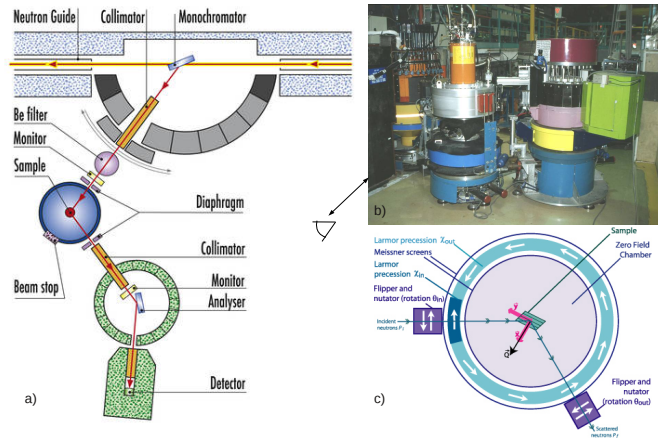 Neutron Guide
Collimator
Monochromator
Be filter
Monitor
Sample
Diaphragm
Collimator
Monitor
Analyser
Beam stop
Detector
a)
b)
Sample
Larmor precession χout
Meissner screens
Larmor
precession χin
Flipper and
nutator (rotation θin)
Zero Field
Chamber
Incident
neutrons Pi
Q
Flipper and
nutator
(rotation θout)
Scattered
neutrons Pf
c)